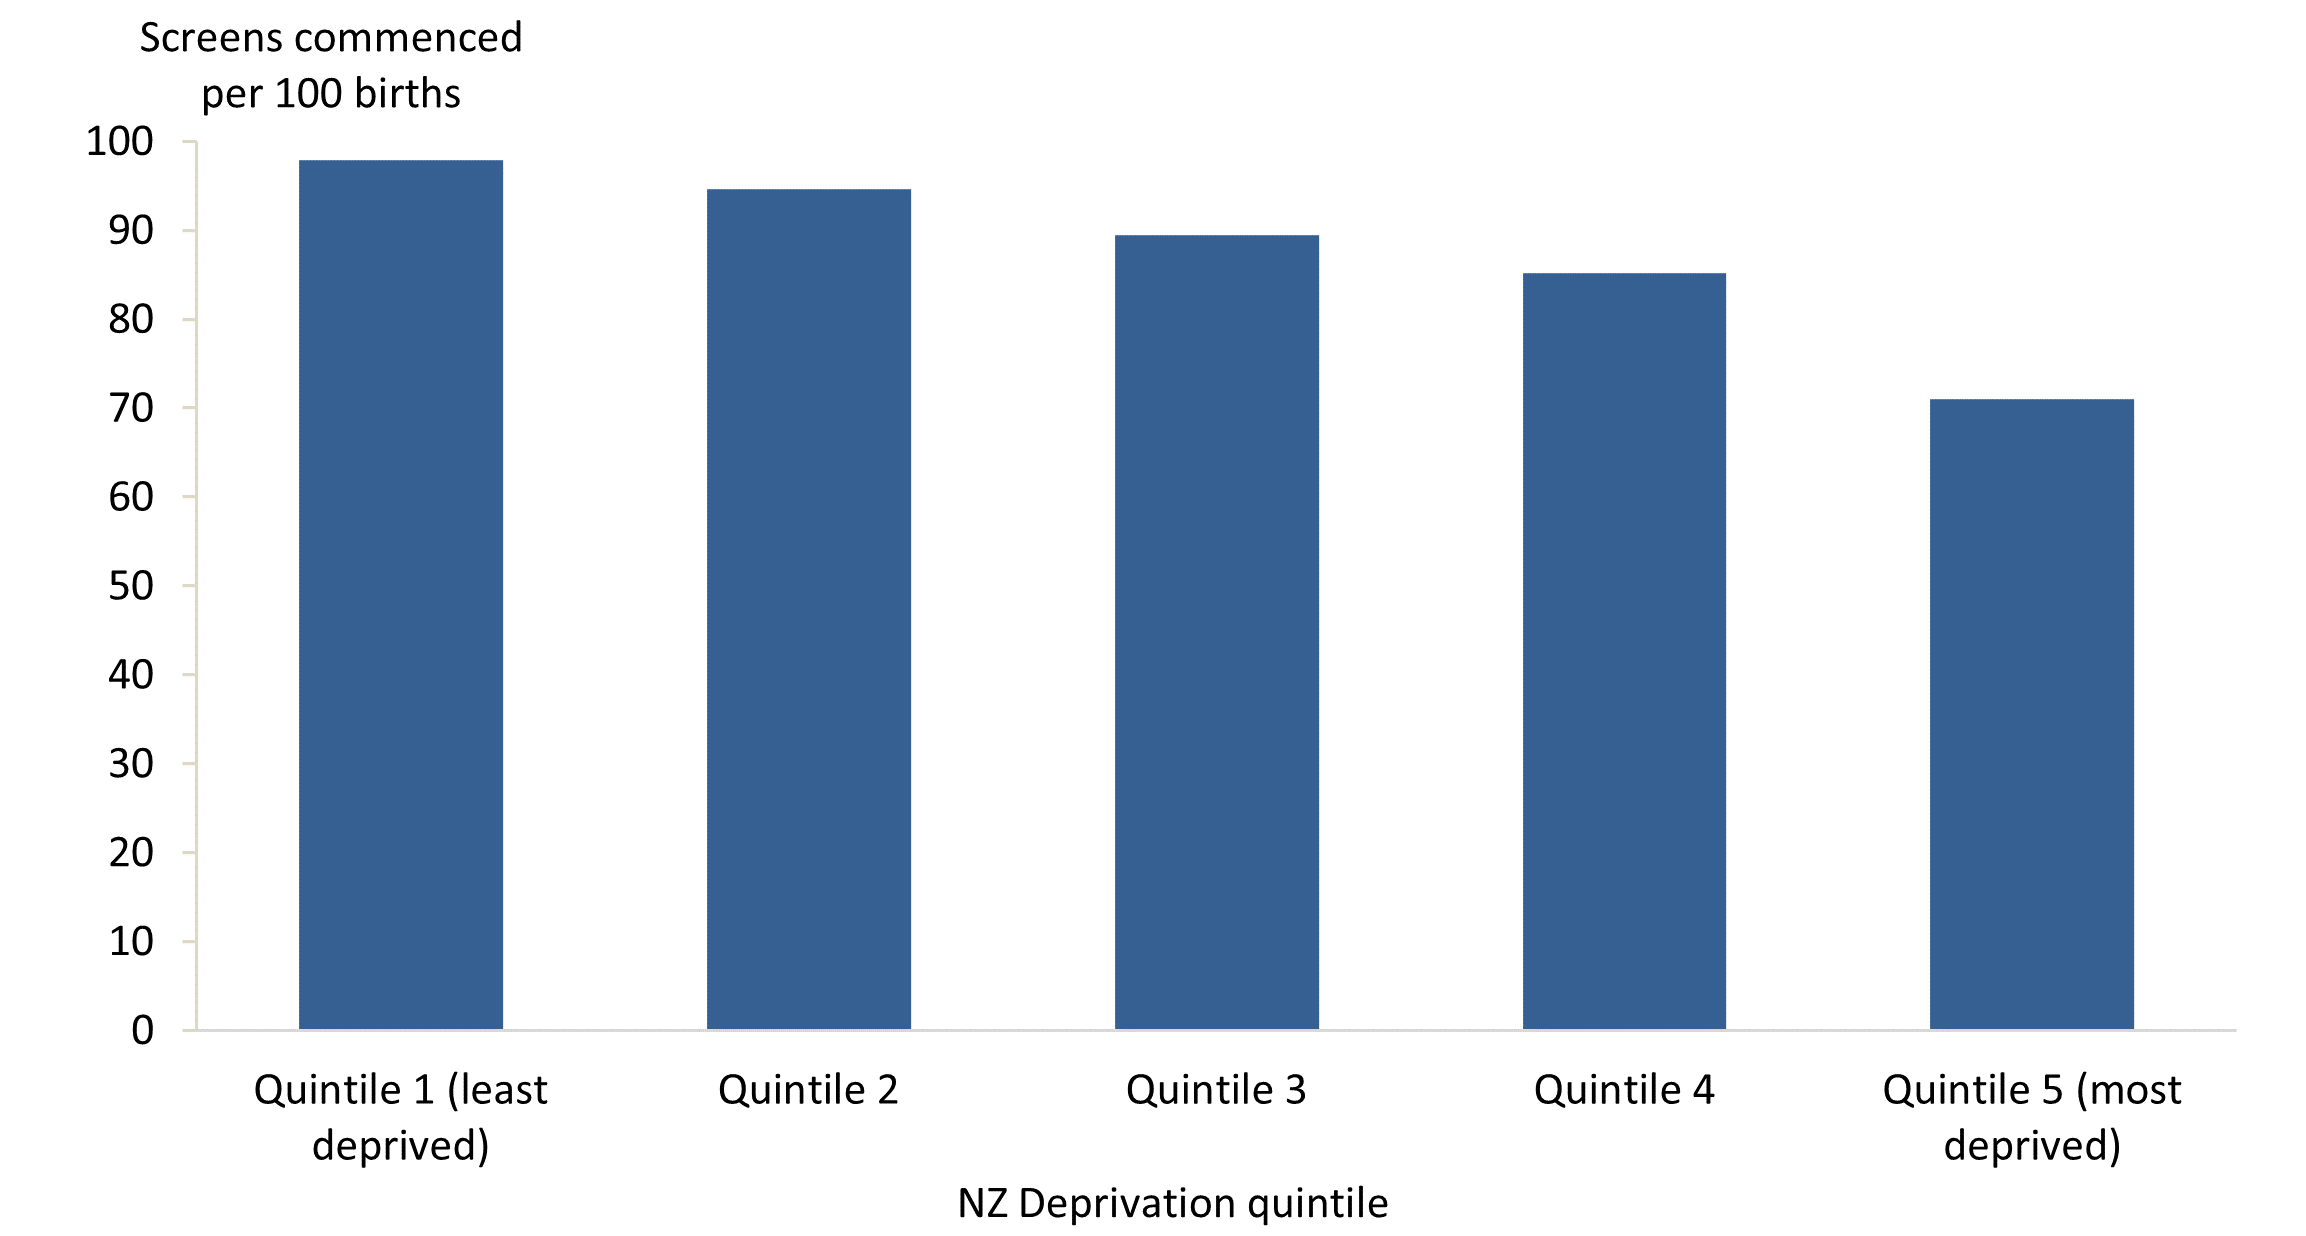 Screens commenced
per 100 births
100
90
80
70
60
50
40
30
20
10
0
Quintile 1 (least
deprived)
Quintile 2
Quintile 3
Quintile 4
Quintile 5 (most
deprived)
NZ Deprivation quintile